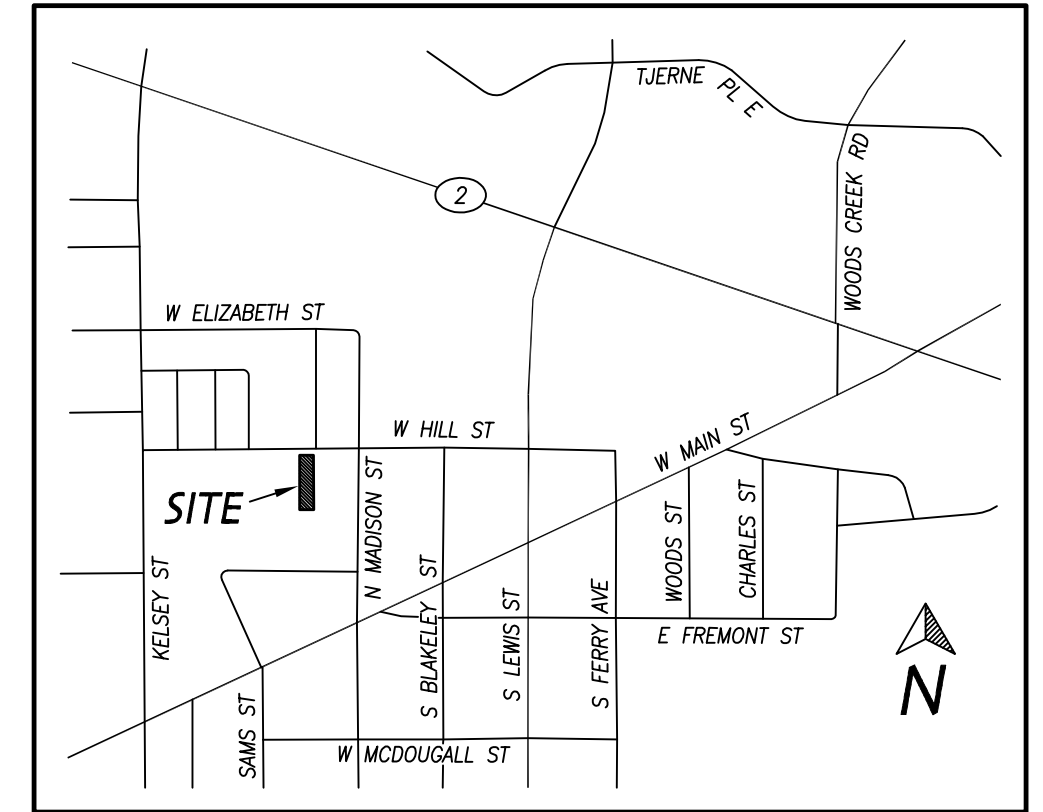 TJERNE PL E
2
WOODS CREEK RD
W ELIZABETH ST
W HILL ST
W MAIN ST
SITE
N MADISON ST
WOODS ST
CHARLES ST
KELSEY ST
S BLAKELEY ST
S LEWIS ST
S FERRY AVE
E FREMONT ST
N
SAMS ST
W MCDOUGALL ST